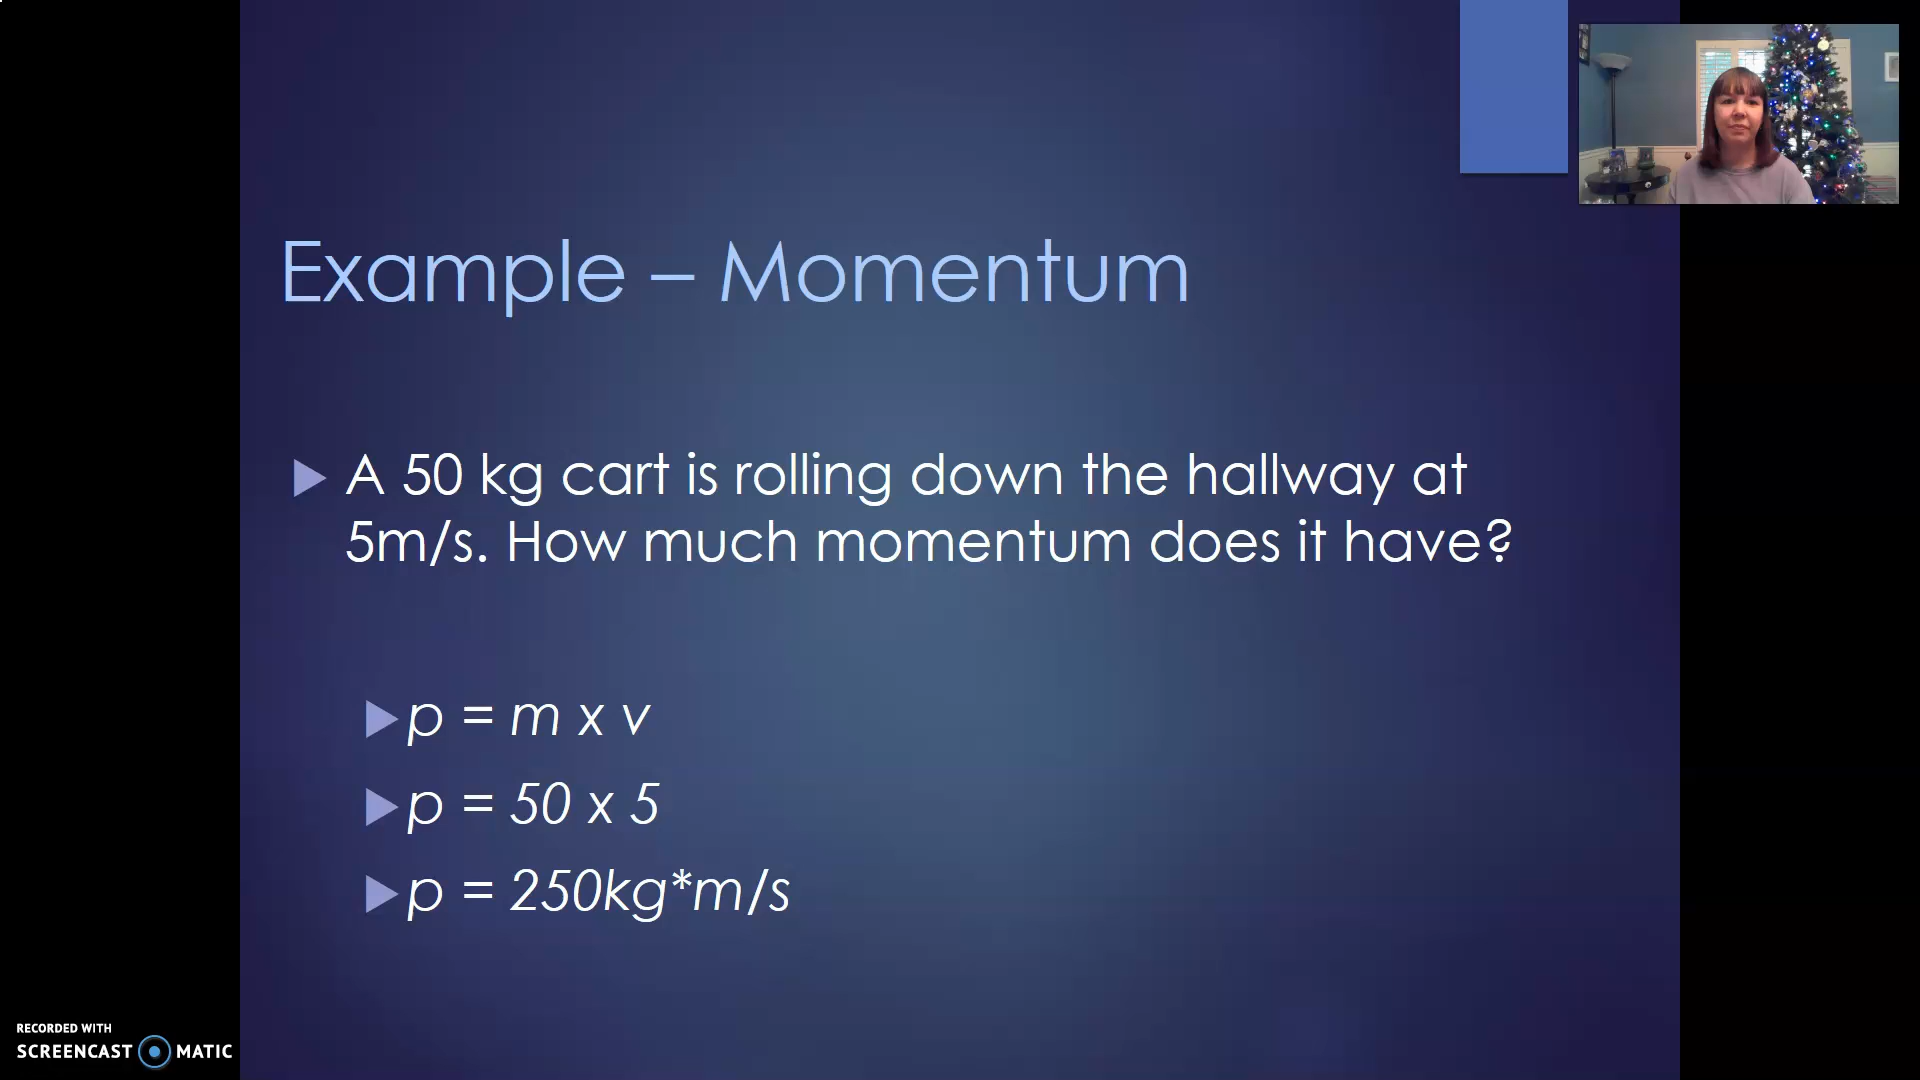 Example – Momentum
A 50 kg cart is rolling down the hallway at
5m/s. How much momentum does it have?
p = m x v
p = 50 x 5
p = 250kg*m/s
RECORDED WITH
SCREENCAST MATIC